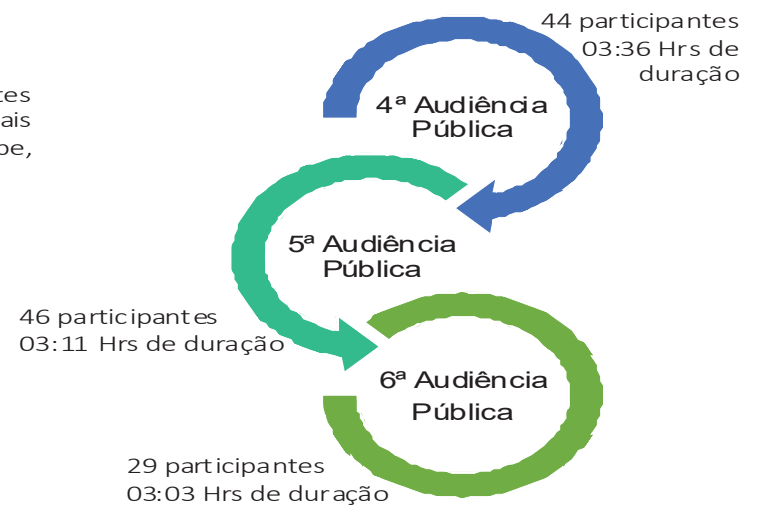 44 participantes
03:36 Hrs de
duração
4ª Audiência
Pública
5ª Audiência
Pública
46 participantes
03:11 Hrs de duração
6ª Audiência
Pública
29 participantes
03:03 Hrs de duração